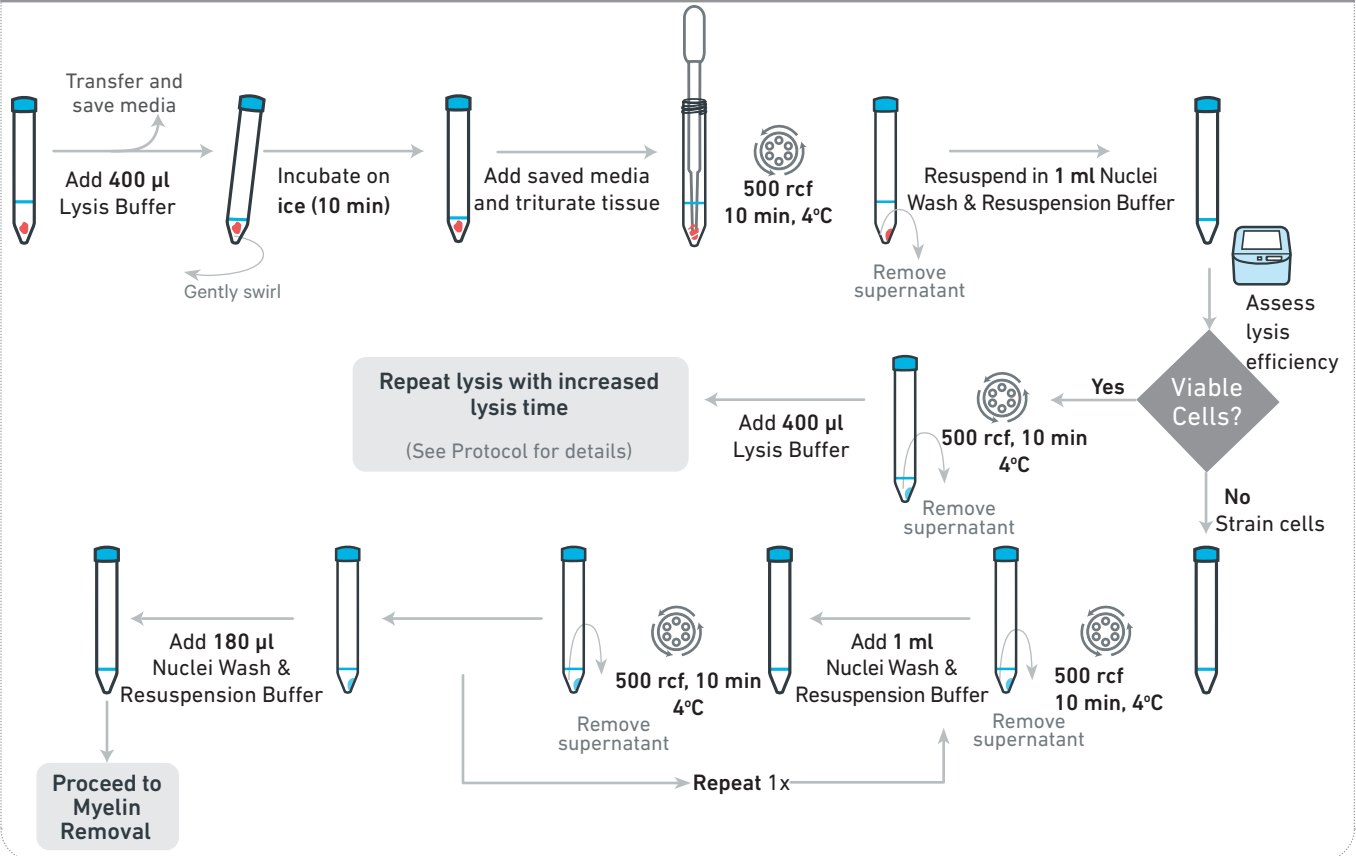 Transfer and
save media
Add 400 µl
Lysis Buffer
Gently swirl
Incubate on
ice (10 min)
Add saved media
and triturate tissue
500 rcf
10 min, 4ºC
Remove
supernatant
Resuspend in 1 ml Nuclei
Wash & Resuspension Buffer
Assess
lysis
efficiency
Viable
Cells?
Yes
500 rcf, 10 min
4ºC
Remove
supernatant
Add 400 µl
Lysis Buffer
Repeat lysis with increased
lysis time
(See Protocol for details)
No
Strain cells
500 rcf
10 min, 4ºC
Remove
supernatant
Add 1 ml
Nuclei Wash &
Resuspension Buffer
500 rcf, 10 min
4ºC
Remove
supernatant
Repeat 1x
Add 180 µl
Nuclei Wash &
Resuspension Buffer
Proceed to
Myelin
Removal